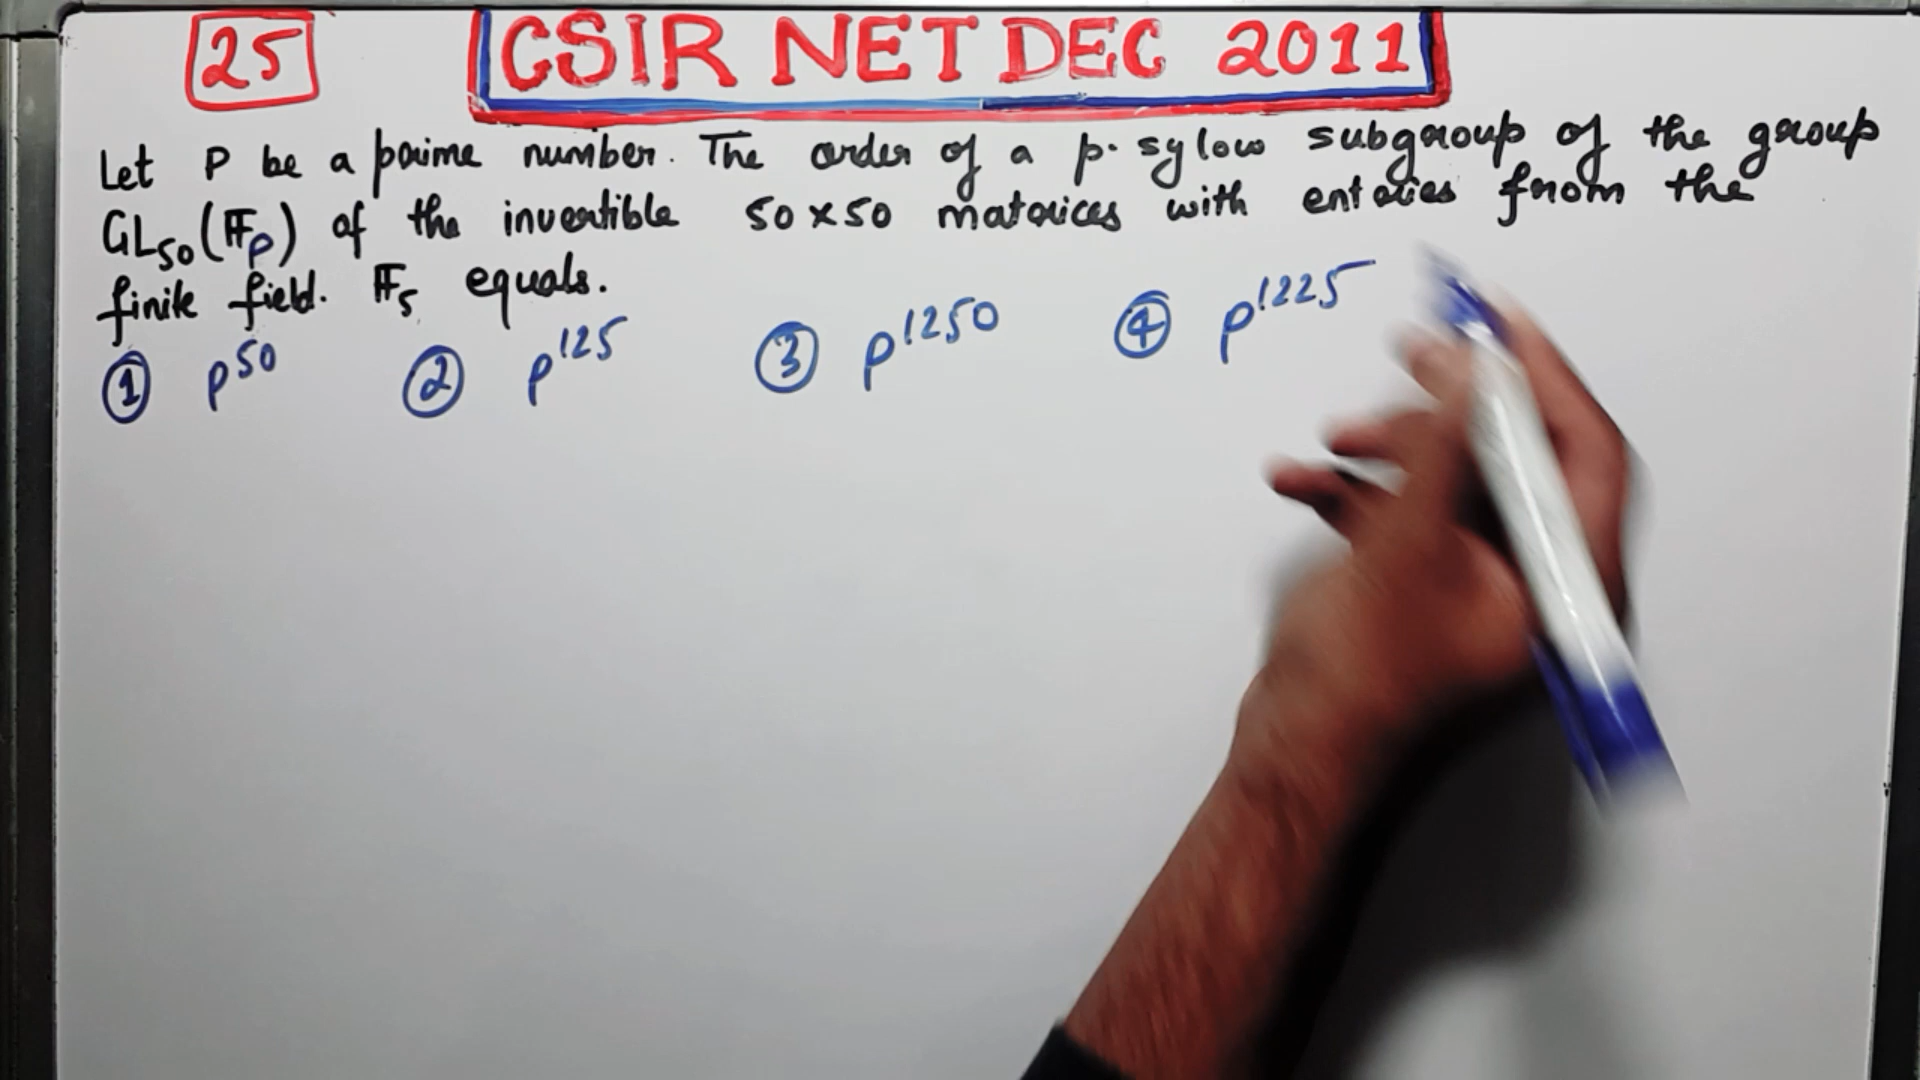 25 CSIR NET DEC 2011
Let P be a prime number. The order of a p-sylow subgroup of the group
GL₅₀(𝔽ₚ) of the invertible 50×50 matrices with entries from the
finite field. 𝔽₅ equals.
① p⁵⁰ ② p¹²⁵ ③ p¹²⁵⁰ ④ p¹²²⁵